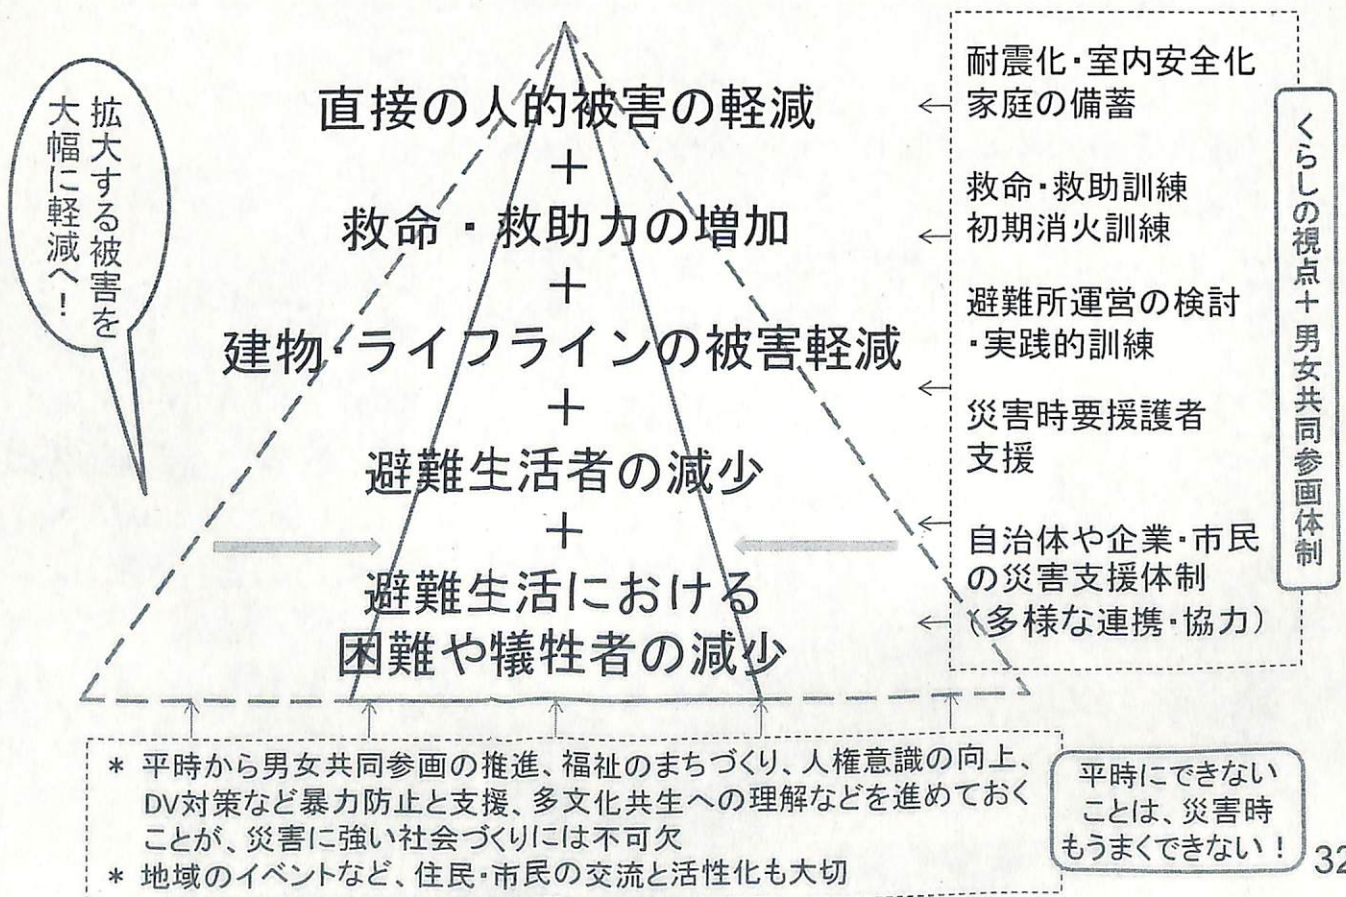 拡大する被害を
大幅に軽減へ!
直接の人的被害の軽減
+
救命・救助力の増加
+
建物・ライフラインの被害軽減
+
避難生活者の減少
+
避難生活における
困難や犠牲者の減少
耐震化・室内安全化
家庭の備蓄
救命・救助訓練
初期消火訓練
避難所運営の検討
・実践的訓練
災害時要援護者
支援
自治体や企業・市民
の災害支援体制
(多様な連携・協力)
くらしの視点+男女共同参画体制
* 平時から男女共同参画の推進、福祉のまちづくり、人権意識の向上、
DV対策など暴力防止と支援、多文化共生への理解などを進めておく
ことが、災害に強い社会づくりには不可欠
* 地域のイベントなど、住民・市民の交流と活性化も大切
平時にできない
ことは、災害時
もうまくできない!
32